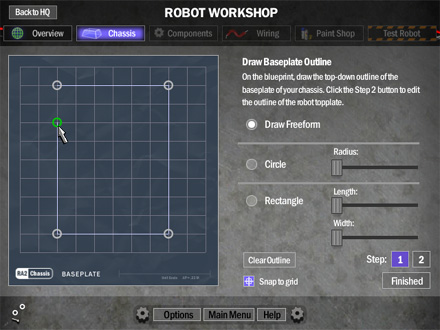 Back to HQ
ROBOT WORKSHOP
Overview
Chassis
Components
Wiring
Paint Shop
Test Robot
Draw Baseplate Outline
On the blueprint, draw the top-down outline of the
baseplate of your chassis. Click the Step 2 button to edit
the outline of the robot topplate.
Draw Freeform
Circle
Radius:
Rectangle
Length:
Width:
Clear Outline
Step: 1 2
Snap to grid
Finished
RA2 Chassis
BASEPLATE
Options
Main Menu
Help